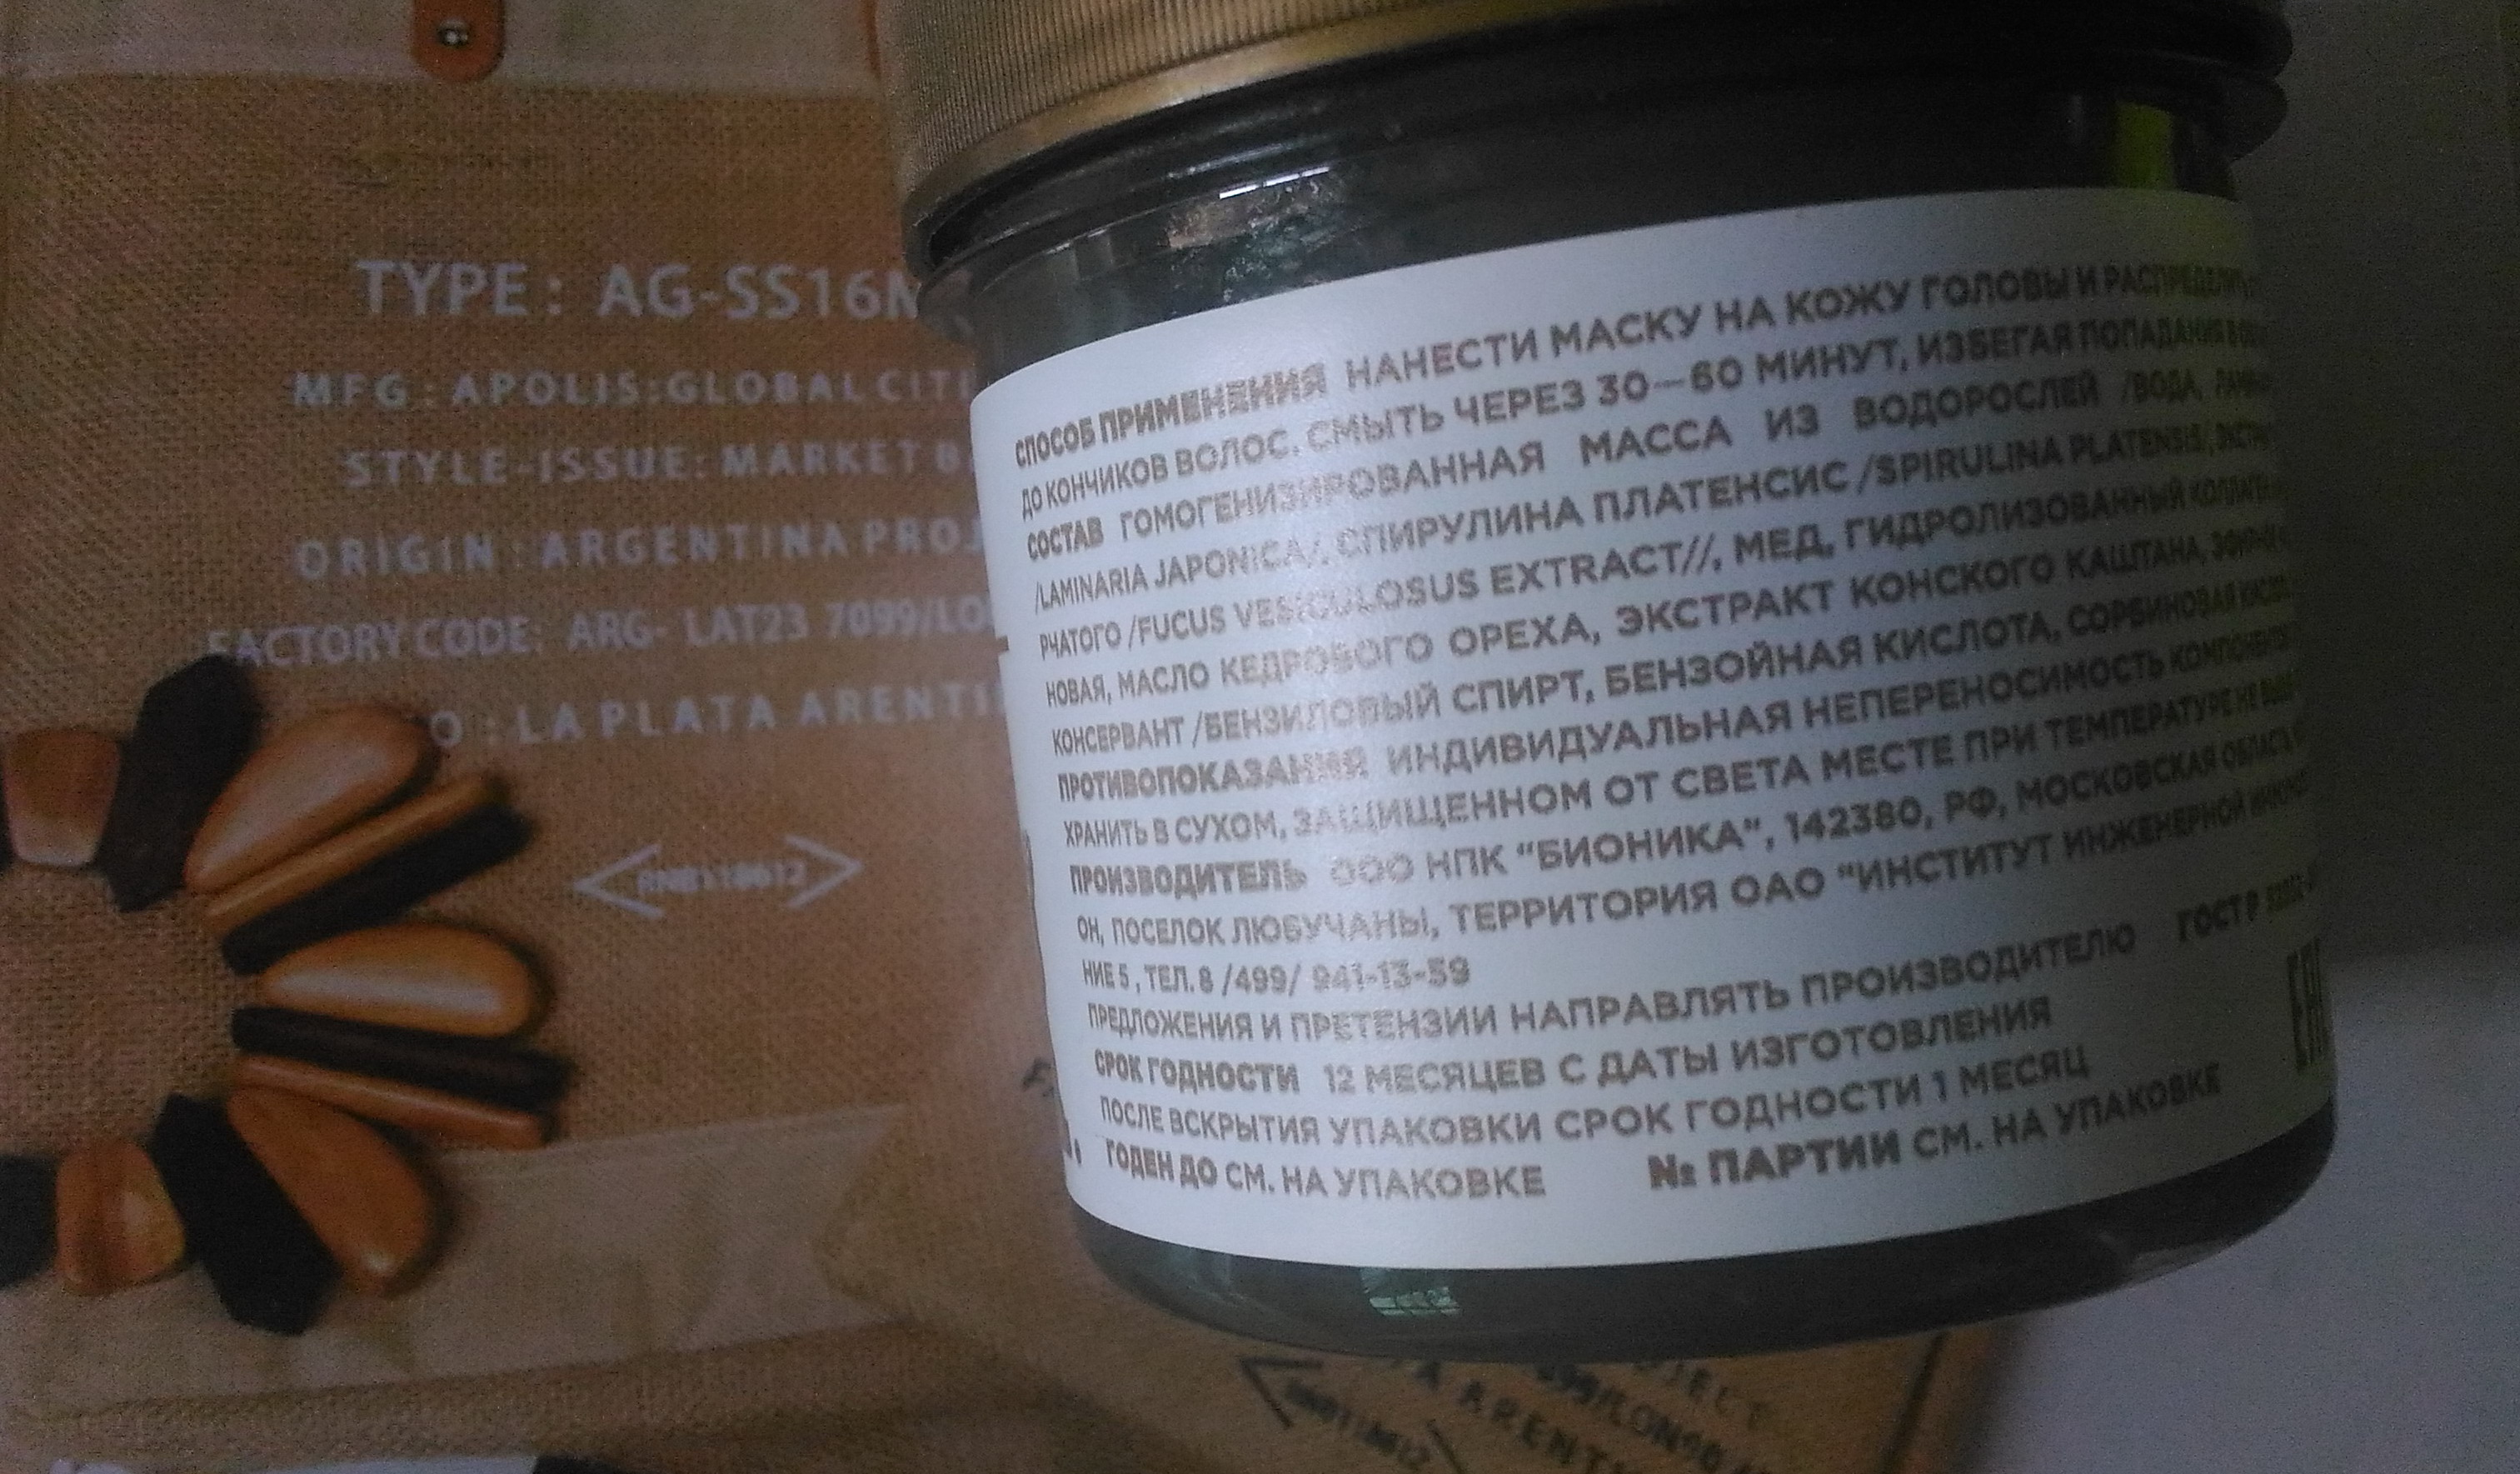 TYPE: AG-SS16
MFG: APOLIS:GLOBAL
STYLE-ISSUE: MARKET
ORIGIN: ARGENTINA
FACTORY CODE: ARG- LAT23 7099/
: LA PLATA
СПОСОБ ПРИМЕНЕНИЯ НАНЕСТИ МАСКУ НА КОЖУ ГОЛОВЫ И
ДО КОНЧИКОВ ВОЛОС. СМЫТЬ ЧЕРЕЗ 30—60 МИНУТ, ИЗБЕГАЯ ПОПАДАНИЯ В
СОСТАВ ГОМОГЕНИЗИРОВАННАЯ МАССА ИЗ ВОДОРОСЛЕЙ /ВОДА,
/LAMINARIA JAPONICA/, СПИРУЛИНА ПЛАТЕНСИС /SPIRULINA PLATENSIS/,
РЧАТОГО /FUCUS VESICULOSUS EXTRACT//, МЕД, ГИДРОЛИЗОВАННЫЙ
НОВАЯ, МАСЛО КЕДРОВОГО ОРЕХА, ЭКСТРАКТ КОНСКОГО КАШТАНА,
КОНСЕРВАНТ /БЕНЗИЛОВЫЙ СПИРТ, БЕНЗОЙНАЯ КИСЛОТА, СОРБИНОВАЯ
ПРОТИВОПОКАЗАНИЯ ИНДИВИДУАЛЬНАЯ НЕПЕРЕНОСИМОСТЬ
ХРАНИТЬ В СУХОМ, ЗАЩИЩЕННОМ ОТ СВЕТА МЕСТЕ ПРИ ТЕМПЕРАТУРЕ НЕ
ПРОИЗВОДИТЕЛЬ ООО НПК "БИОНИКА", 142380, РФ, МОСКОВСКАЯ ОБЛАСТЬ
ОН, ПОСЕЛОК ЛЮБУЧАНЫ, ТЕРРИТОРИЯ ОАО "ИНСТИТУТ ИНЖЕНЕРНОЙ
НИЕ 5, ТЕЛ. 8 /499/ 941-13-59
ПРЕДЛОЖЕНИЯ И ПРЕТЕНЗИИ НАПРАВЛЯТЬ ПРОИЗВОДИТЕЛЮ ГОСТ Р
СРОК ГОДНОСТИ 12 МЕСЯЦЕВ С ДАТЫ ИЗГОТОВЛЕНИЯ
ПОСЛЕ ВСКРЫТИЯ УПАКОВКИ СРОК ГОДНОСТИ 1 МЕСЯЦ
ГОДЕН ДО СМ. НА УПАКОВКЕ № ПАРТИИ СМ. НА УПАКОВКЕ
EAC